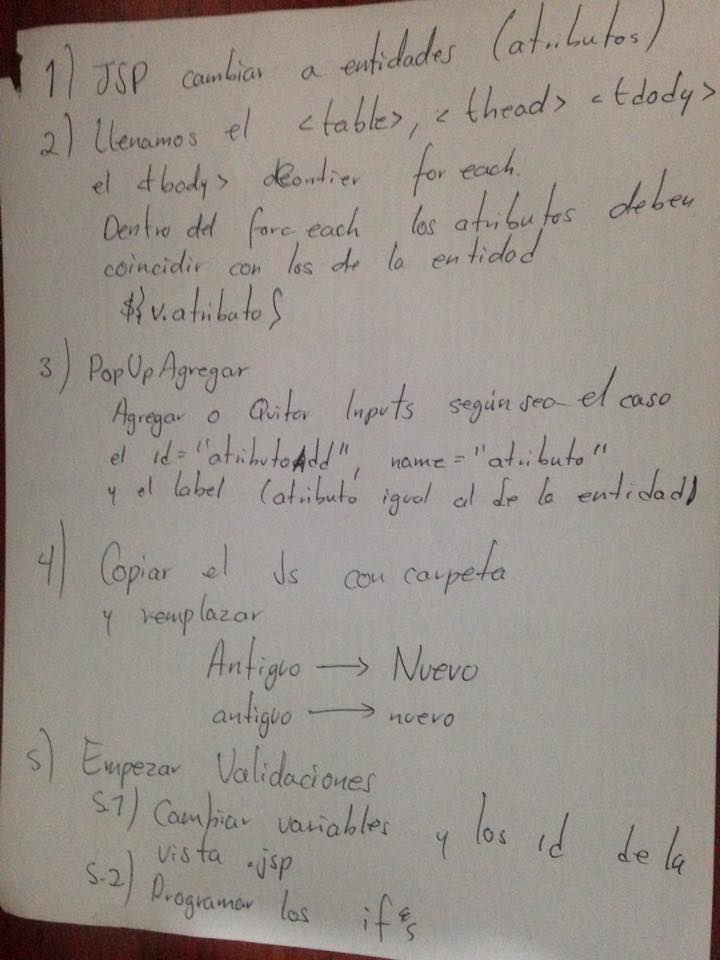 1) JSP cambiar a entidades (atributos)
2) Llenamos el <table>, <thead> <tdody>
el <tbody> for each.
Dentro del forc each los atributos deben
coincidir con los de la entidad
${v.atributo}
3) PopUpAgregar
Agregar o Quitar Inputs según sea el caso
el id="atributoAdd", name="atributo"
y el label (atributo igual al de la entidad)
4) Copiar el Js con carpeta
y remplazar
Antiguo → Nuevo
antiguo → nuevo
5) Empezar Validaciones
5.1) Cambiar variables y los id de la
vista .jsp
5.2) Programar los if's